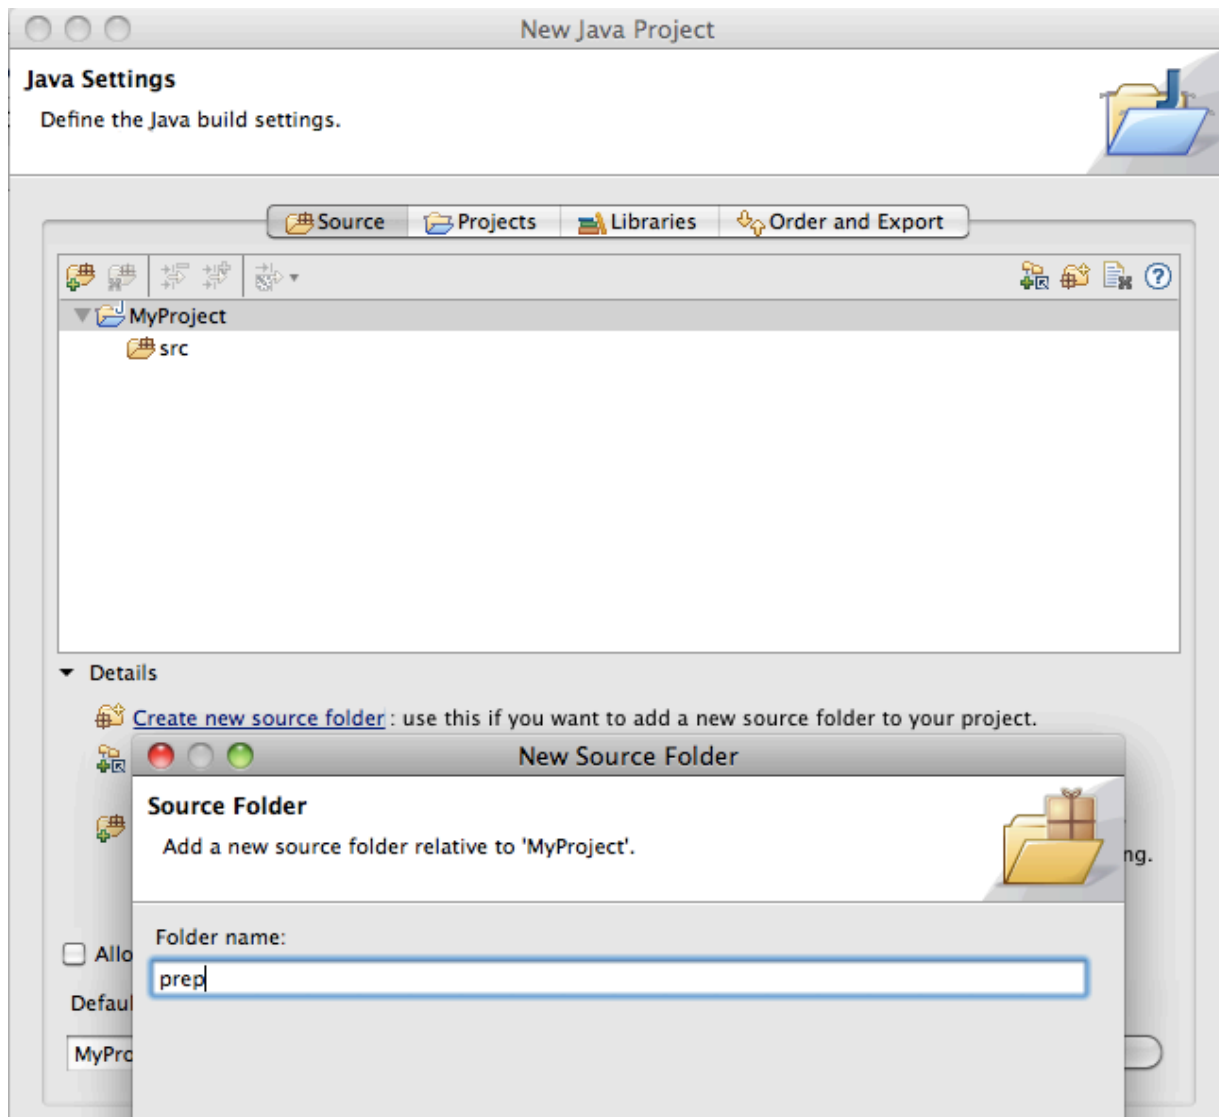 New Java Project
Java Settings
Define the Java build settings.
Source Projects Libraries Order and Export
MyProject
src
Details
Create new source folder : use this if you want to add a new source folder to your project.
New Source Folder
Source Folder
Add a new source folder relative to 'MyProject'.
ng.
Folder name:
Allo
prep
Defaul
MyPro